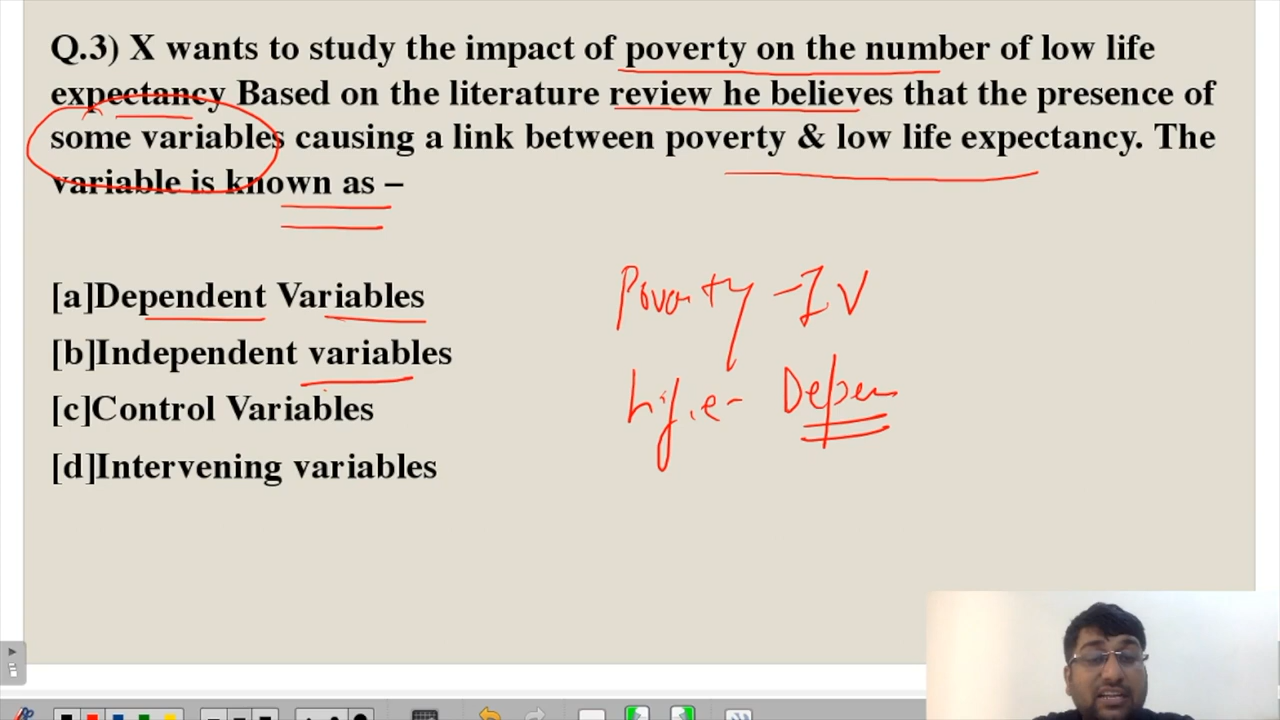 Q.3) X wants to study the impact of poverty on the number of low life
expectancy Based on the literature review he believes that the presence of
some variables causing a link between poverty & low life expectancy. The
variable is known as –
[a]Dependent Variables
Poverty - I V
[b]Independent variables
Lif.e- Depen
[c]Control Variables
[d]Intervening variables